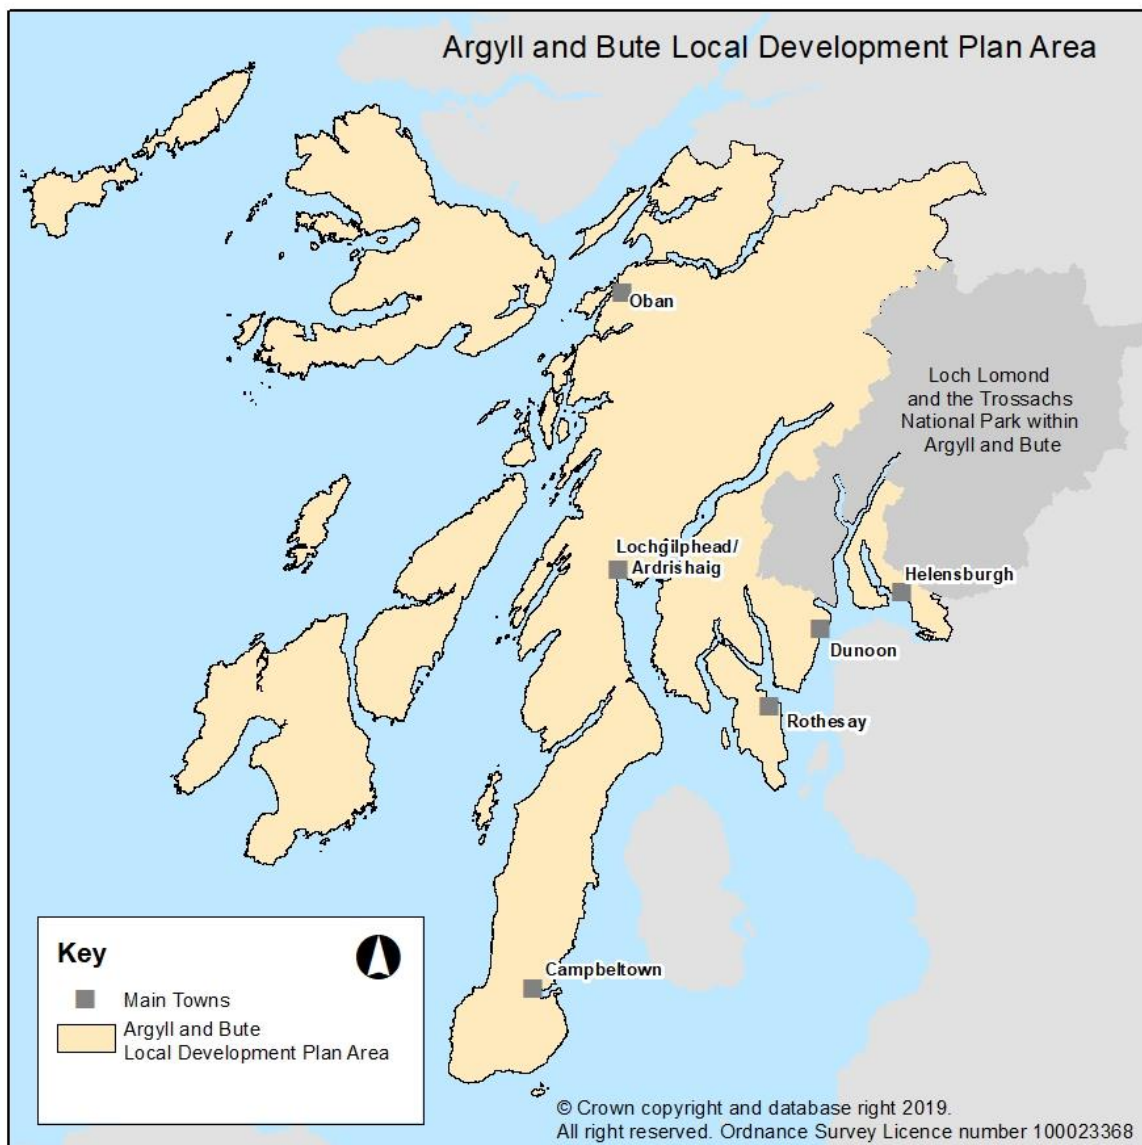 Argyll and Bute Local Development Plan Area
Oban
Loch Lomond
and the Trossachs
National Park within
Argyll and Bute
Lochgilphead/
Ardrishaig
Helensburgh
Dunoon
Rothesay
Campbeltown
Key
Main Towns
Argyll and Bute
Local Development Plan Area
© Crown copyright and database right 2019.
All right reserved. Ordnance Survey Licence number 100023368